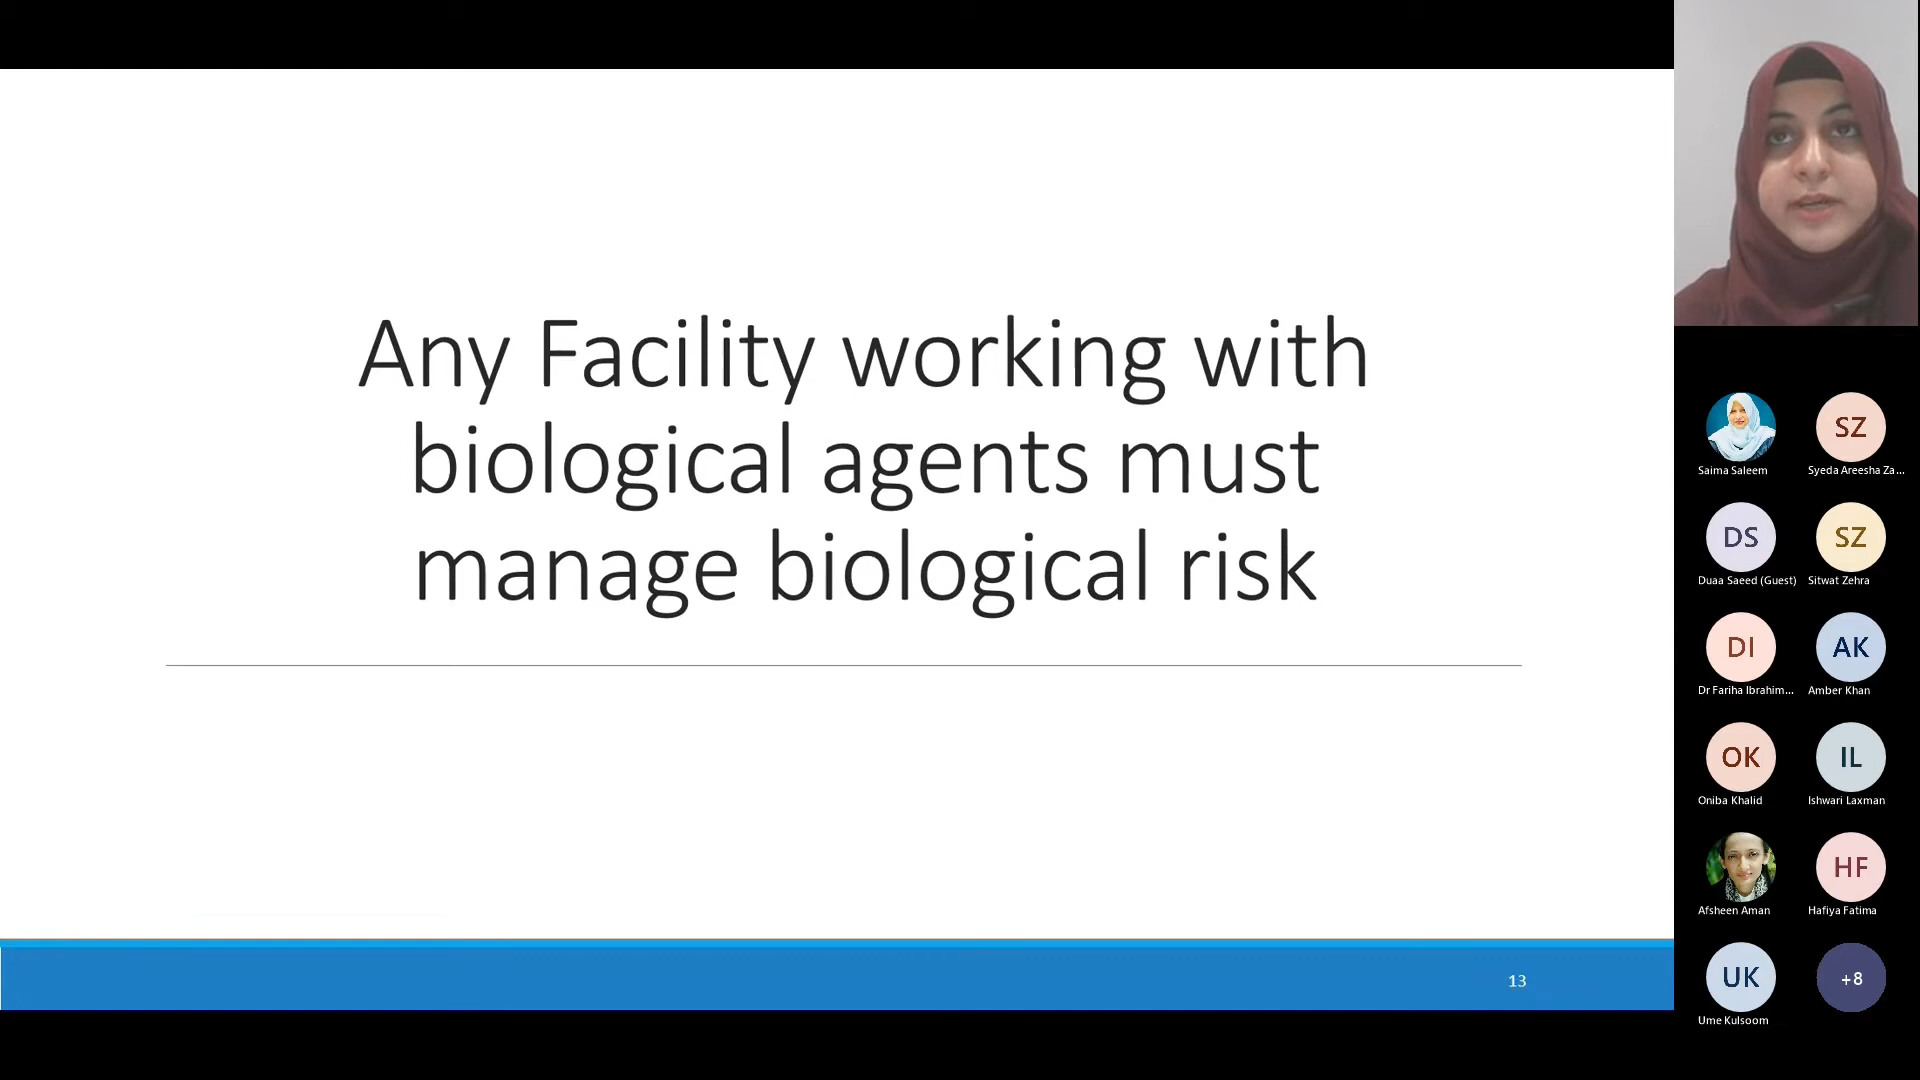 Any Facility working with
biological agents must
manage biological risk
13
Saima Saleem
SZ
Syeda Areesha Za...
DS
Duaa Saeed (Guest)
SZ
Sitwat Zehra
DI
Dr Fariha Ibrahim...
AK
Amber Khan
OK
Oniba Khalid
IL
Ishwari Laxman
Afsheen Aman
HF
Hafiya Fatima
UK
Ume Kulsoom
+8